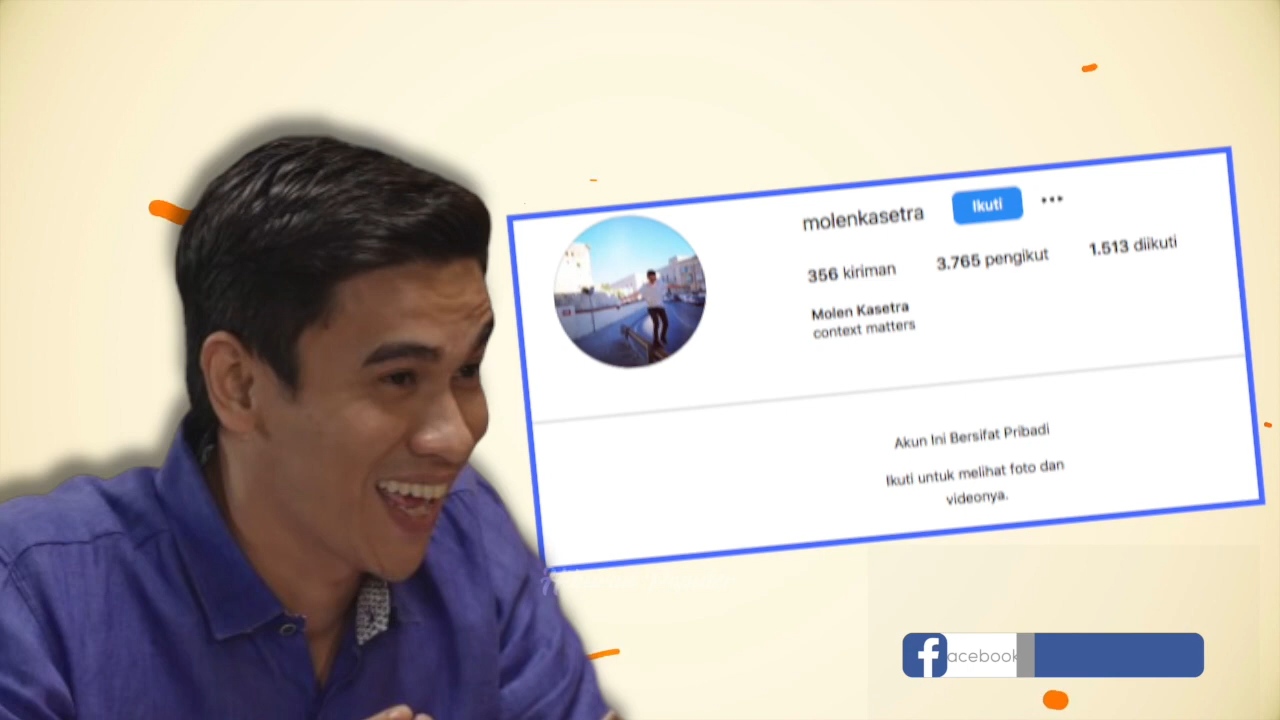 molenkasetra Ikuti •••
356 kiriman 3.765 pengikut 1.513 diikuti
Molen Kasetra
context matters
Akun Ini Bersifat Pribadi
Ikuti untuk melihat foto dan
videonya.
facebook